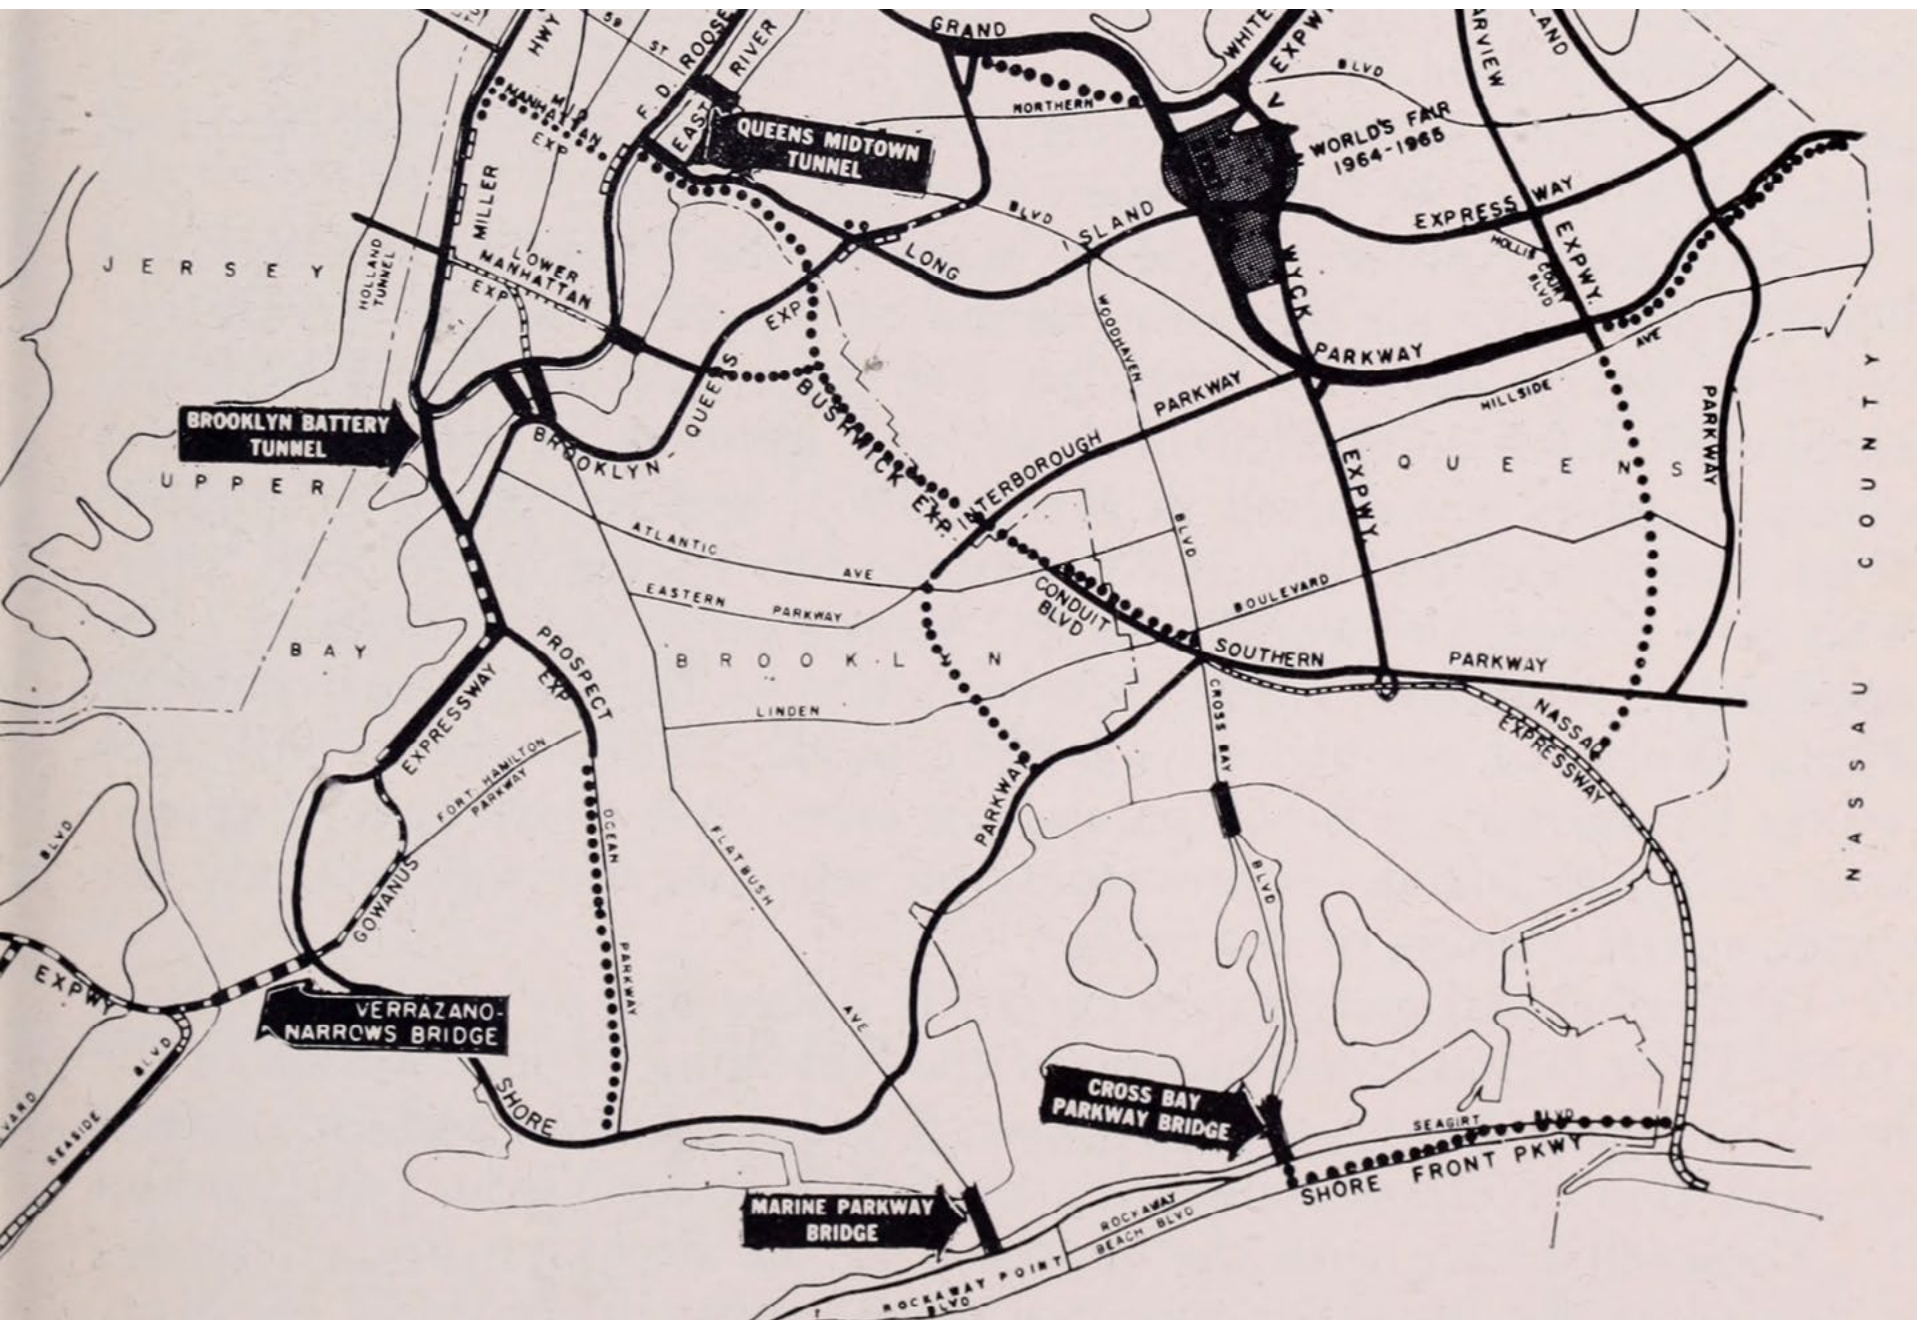 HWY
59
ST
F. D. ROOSE
RIVER
EAST
GRAND
WHITE
EXPWY
ARVIEW
LAND
BLVD
NORTHERN
MID
MANHATTAN
EXP
QUEENS MIDTOWN
TUNNEL
WORLD'S FAIR
1964-1965
MILLER
HOLLAND
TUNNEL
LOWER
MANHATTAN
EXP
JERSEY
BLVD
ISLAND
LONG
EXPRESS WAY
HOLLIS COURT
BLVD
EXPWY.
WYCK
WOODHAVEN
EXP
QUEENS
BROOKLYN-
PARKWAY
PARKWAY
AVE
HILLSIDE
PARKWAY
BROOKLYN BATTERY
TUNNEL
UPPER
BAY
BUSHWICK EXP.
INTERBOROUGH
EXPWY.
QUEENS
NASSAU COUNTY
ATLANTIC
AVE
EASTERN PARKWAY
BLVD
CONDUIT
BLVD
BOULEVARD
PROSPECT
EXP
BROOKLYN
SOUTHERN PARKWAY
LINDEN
EXPRESSWAY
CROSS BAY
NASSAU
EXPRESSWAY
FORT HAMILTON
PARKWAY
OCEAN
PARKWAY
PARKWAY
FLATBUSH
AVE
BLVD
BLVD
GOWANUS
EXPWY
VERRAZANO-
NARROWS BRIDGE
BLVD
SEASIDE
VARD
SHORE
CROSS BAY
PARKWAY BRIDGE
SEAGIRT BLVD
SHORE FRONT PKWY
MARINE PARKWAY
BRIDGE
ROCKAWAY
BEACH BLVD
ROCKAWAY POINT
BLVD